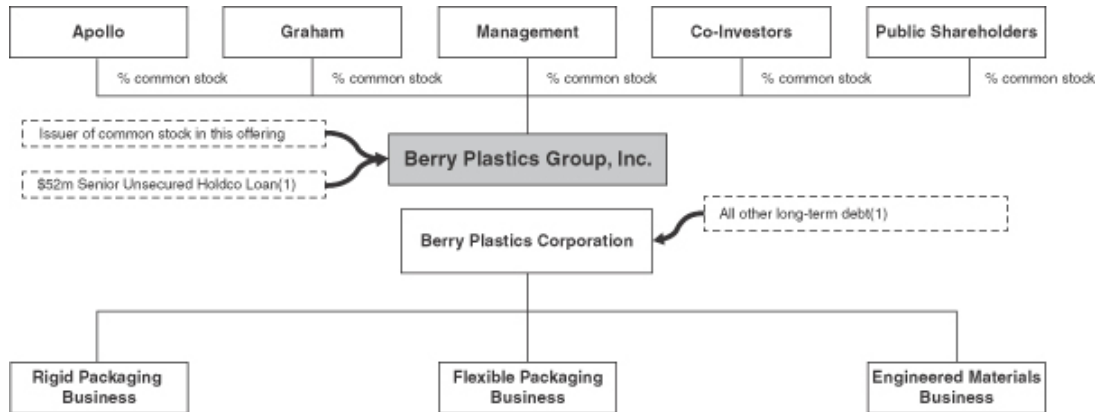 Apollo
Graham
Management
Co-Investors
Public Shareholders
% common stock
% common stock
% common stock
% common stock
% common stock
Issuer of common stock in this offering
Berry Plastics Group, Inc.
$52m Senior Unsecured Holdco Loan(1)
All other long-term debt(1)
Berry Plastics Corporation
Rigid Packaging
Business
Flexible Packaging
Business
Engineered Materials
Business